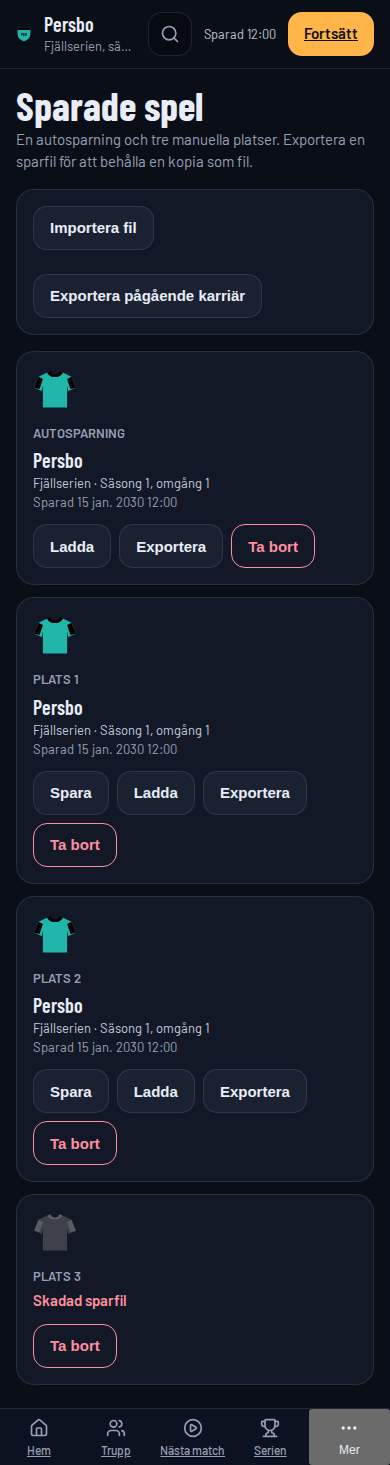 Persbo
Fjällserien, sä...
Sparad 12:00
Fortsätt
Sparade spel
En autosparning och tre manuella platser. Exportera en
sparfil för att behålla en kopia som fil.
Importera fil
Exportera pågående karriär
AUTOSPARNING
Persbo
Fjällserien · Säsong 1, omgång 1
Sparad 15 jan. 2030 12:00
Ladda
Exportera
Ta bort
PLATS 1
Persbo
Fjällserien · Säsong 1, omgång 1
Sparad 15 jan. 2030 12:00
Spara
Ladda
Exportera
Ta bort
PLATS 2
Persbo
Fjällserien · Säsong 1, omgång 1
Sparad 15 jan. 2030 12:00
Spara
Ladda
Exportera
Ta bort
PLATS 3
Skadad sparfil
Ta bort
Hem
Trupp
Nästa match
Serien
Mer